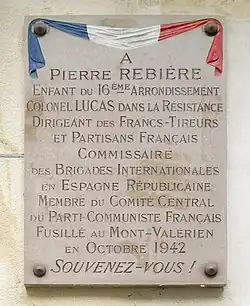 A
PIERRE REBIÈRE
ENFANT DU 16ÈME ARRONDISSEMENT
COLONEL LUCAS DANS LA RÉSISTANCE
DIRIGEANT DES FRANCS-TIREURS
ET PARTISANS FRANÇAIS
COMMISSAIRE
DES BRIGADES INTERNATIONALES
EN ESPAGNE RÉPUBLICAINE
MEMBRE DU COMITÉ CENTRAL
DU PARTI COMMUNISTE FRANÇAIS
FUSILLÉ AU MONT-VALÉRIEN
EN OCTOBRE 1942
SOUVENEZ-VOUS !